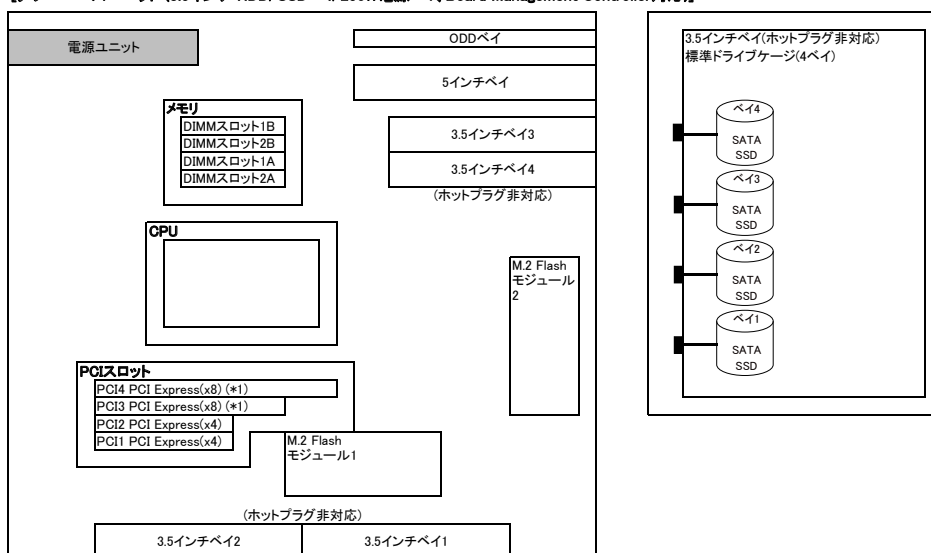 電源ユニット
ODDベイ
5インチベイ
メモリ
DIMMスロット1B
DIMMスロット2B
DIMMスロット1A
DIMMスロット2A
3.5インチベイ3
3.5インチベイ4
(ホットプラグ非対応)
CPU
M.2 Flash
モジュール
2
PCIスロット
PCI4 PCI Express(x8) (*1)
PCI3 PCI Express(x8) (*1)
PCI2 PCI Express(x4)
PCI1 PCI Express(x4)
M.2 Flash
モジュール1
(ホットプラグ非対応)
3.5インチベイ2
3.5インチベイ1
3.5インチベイ(ホットプラグ非対応)
標準ドライブケージ(4ベイ)
ベイ4
SATA
SSD
ベイ3
SATA
SSD
ベイ2
SATA
SSD
ベイ1
SATA
SSD